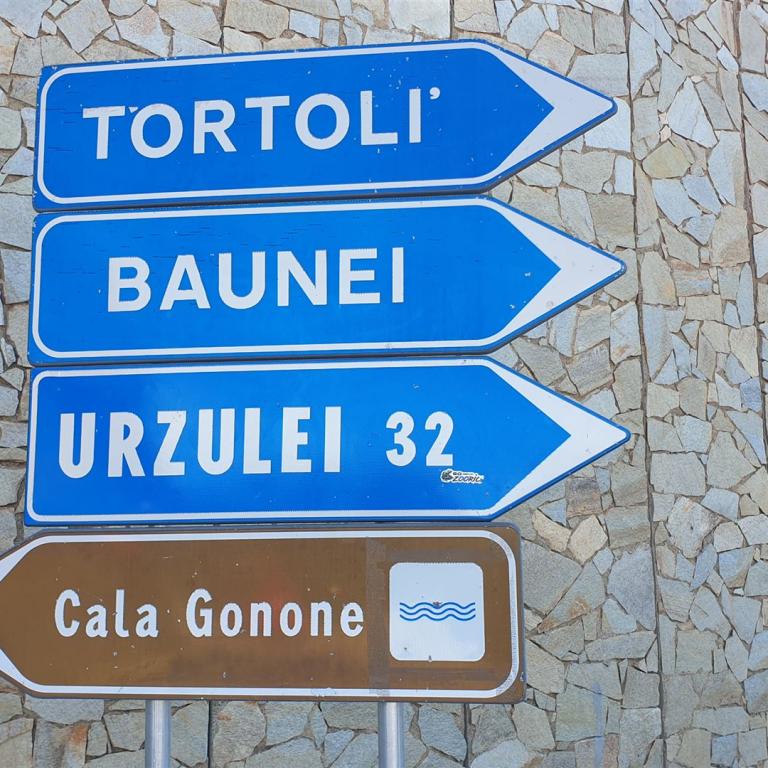 TORTOLI'
BAUNEI
URZULEI 32
Cala Gonone